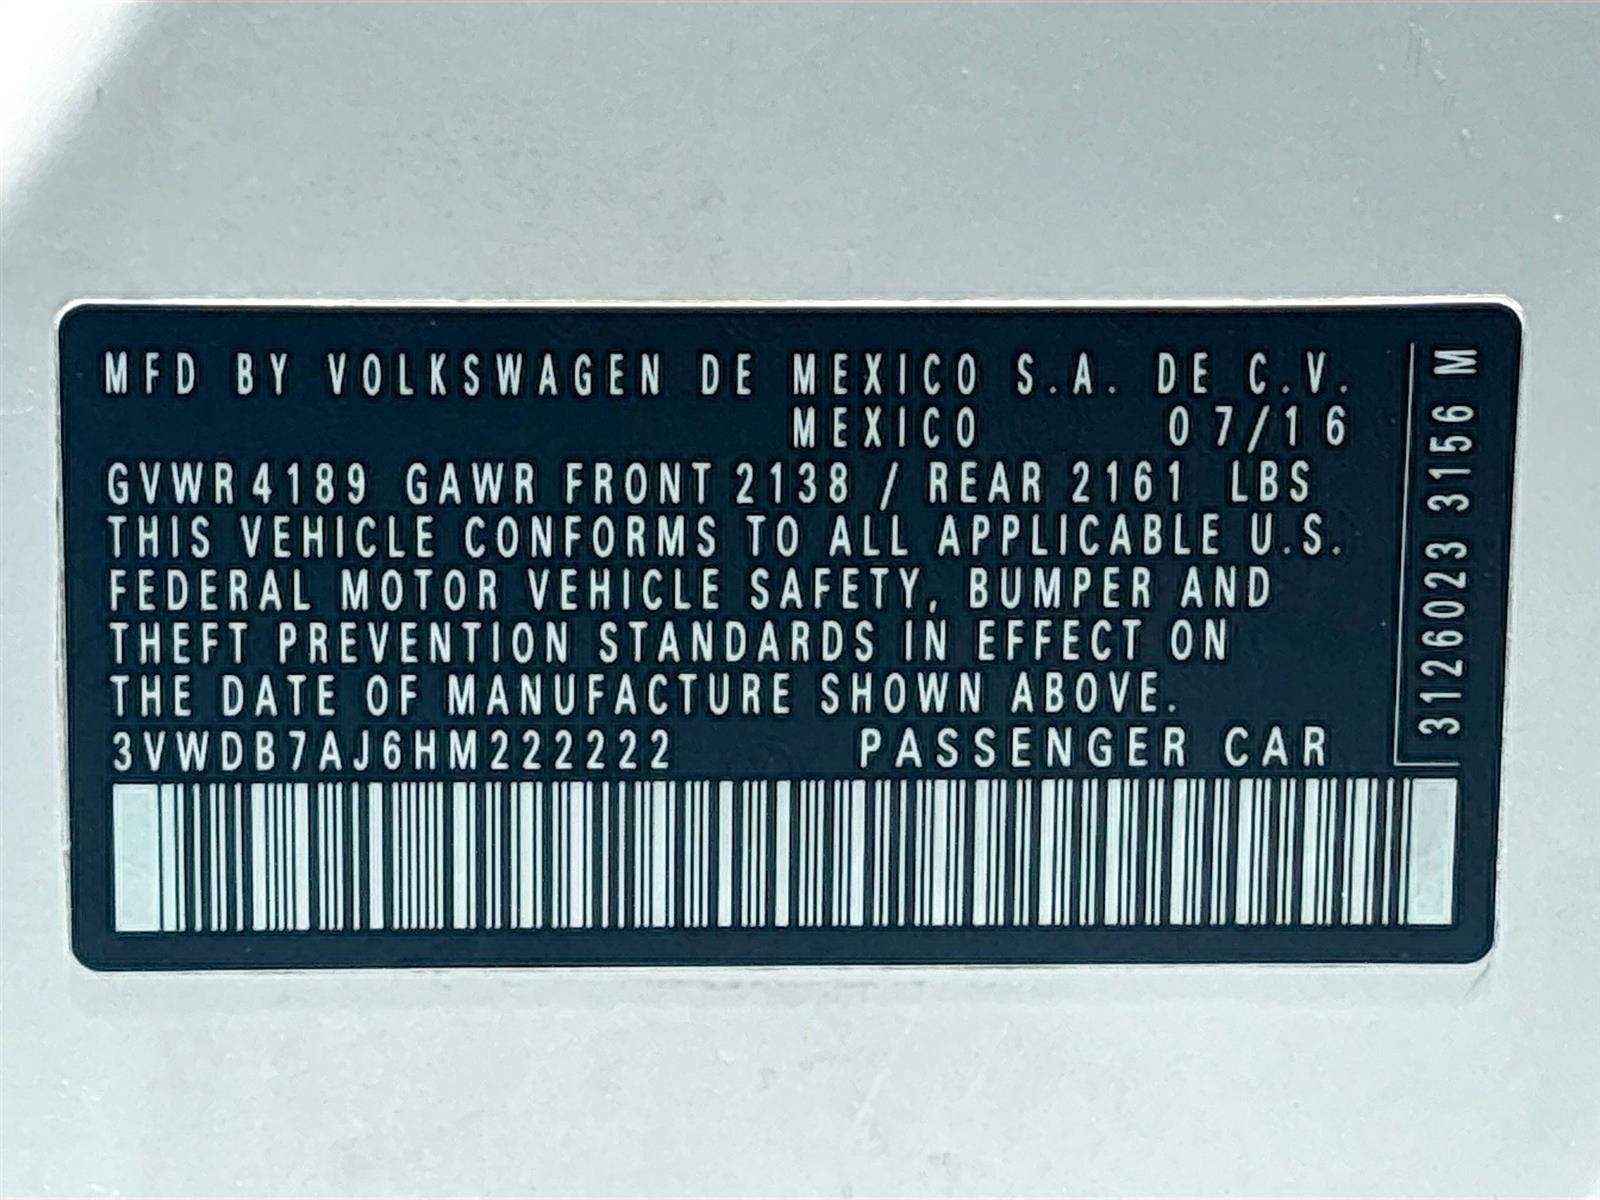 MFD BY VOLKSWAGEN DE MEXICO S.A. DE C.V.
MEXICO 07/16
GVWR 4189 GAWR FRONT 2138 / REAR 2161 LBS
THIS VEHICLE CONFORMS TO ALL APPLICABLE U.S.
FEDERAL MOTOR VEHICLE SAFETY, BUMPER AND
THEFT PREVENTION STANDARDS IN EFFECT ON
THE DATE OF MANUFACTURE SHOWN ABOVE.
3VWDB7AJ6HM222222 PASSENGER CAR
3126023 3156 M